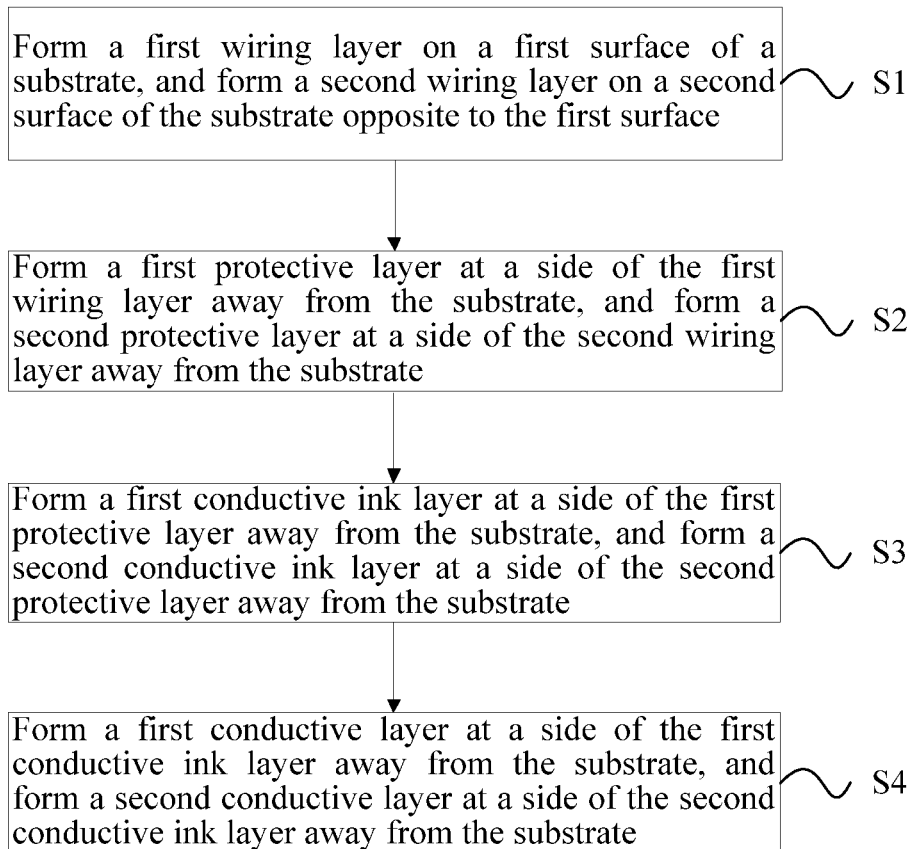 Form a first wiring layer on a first surface of a
substrate, and form a second wiring layer on a second
surface of the substrate opposite to the first surface
S1
Form a first protective layer at a side of the first
wiring layer away from the substrate, and form a
second protective layer at a side of the second wiring
layer away from the substrate
S2
Form a first conductive ink layer at a side of the first
protective layer away from the substrate, and form a
second conductive ink layer at a side of the second
protective layer away from the substrate
S3
Form a first conductive layer at a side of the first
conductive ink layer away from the substrate, and
form a second conductive layer at a side of the second
conductive ink layer away from the substrate
S4